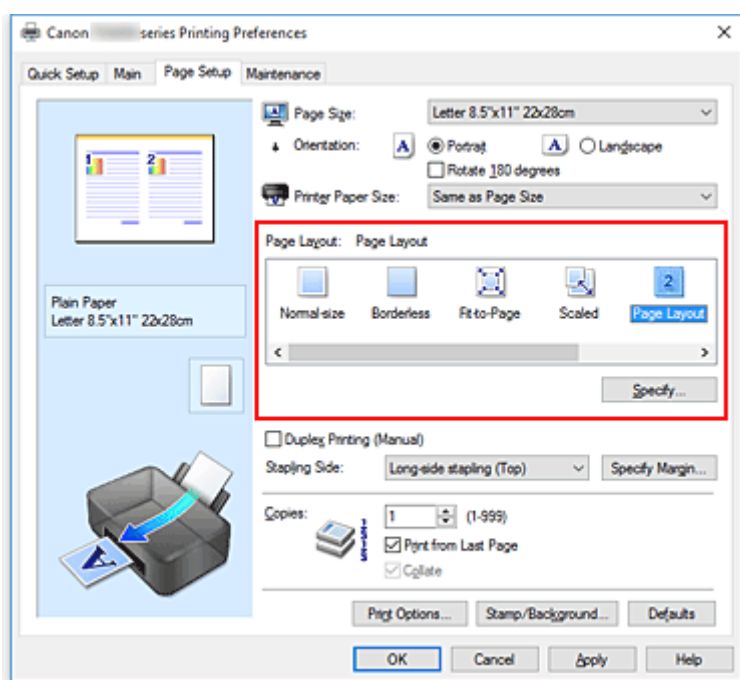 Canon series Printing Preferences
Quick Setup Main Page Setup Maintenance
Page Size: Letter 8.5"x11" 22x28cm
Orientation: A Portrait A Landscape
Rotate 180 degrees
Printer Paper Size: Same as Page Size
1 2
Page Layout: Page Layout
2
Normal-size Borderless Fit-to-Page Scaled Page Layout
Plain Paper
Letter 8.5"x11" 22x28cm
Specify...
Duplex Printing (Manual)
Stapling Side: Long-side stapling (Top) Specify Margin...
Copies: 1 (1-999)
Print from Last Page
Collate
A
Print Options... Stamp/Background... Defaults
OK Cancel Apply Help